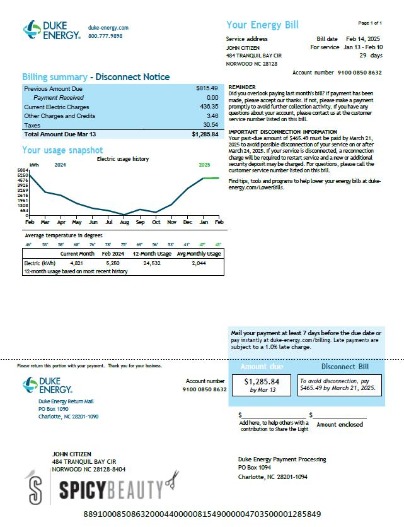 DUKE ENERGY®
duke-energy.com
800.777.9898
Your Energy Bill
Page 1 of 1
Service address
JOHN CITIZEN
484 TRANQUIL BAY CIR
NORWOOD NC 28128
Bill date Feb 14, 2025
For service Jan 13 - Feb 10
29 days
Account number 9100 0850 8632
Billing summary - Disconnect Notice
Previous Amount Due $815.49
Payment Received 0.00
Current Electric Charges 436.35
Other Charges and Credits 3.46
Taxes 30.54
Total Amount Due Mar 13 $1,285.84
REMINDER
Did you overlook paying last month's bill? If payment has been
made, please accept our thanks. If not, please make a payment
promptly to avoid further collection activity. If you have any
questions about your account, please contact us at the customer
service number listed on this bill.
IMPORTANT DISCONNECTION INFORMATION
Your past-due amount of $465.49 must be paid by March 21,
2025 to avoid possible disconnection of your service on or after
March 24, 2025. If your service is disconnected, a reconnection
charge will be required to restart service and a new or additional
security deposit may be charged. For questions, please call the
customer service number listed on this bill.
Find tips, tools and programs to help lower your energy bills at duke-
energy.com/LowerBills.
Your usage snapshot
Electric usage history
kWh 2024 2025
Feb Mar Apr May Jun Jul Aug Sep Oct Nov Dec Jan Feb
Average temperature in degrees
Current Month Feb 2024 12-Month Usage Avg Monthly Usage
Electric (kWh) 4,821 5,280 24,532 2,044
12-month usage based on most recent history
Mail your payment at least 7 days before the due date or
pay instantly at duke-energy.com/billing. Late payments are
subject to a 1.0% late charge.
Please return this portion with your payment. Thank you for your business.
Amount due
Disconnect Bill
DUKE ENERGY®
Account number
9100 0850 8632
$1,285.84
by Mar 13
To avoid disconnection, pay
$465.49 by March 21, 2025.
Duke Energy Return Mail
PO Box 1090
Charlotte, NC 28201-1090
$
$
Add here, to help others with a
contribution to Share the Light
Amount enclosed
JOHN CITIZEN
484 TRANQUIL BAY CIR
NORWOOD NC 28128-8404
Duke Energy Payment Processing
PO Box 1094
Charlotte, NC 28201-1094
SPICYBEAUTY
88910008508632000440000081549000004703500001285849